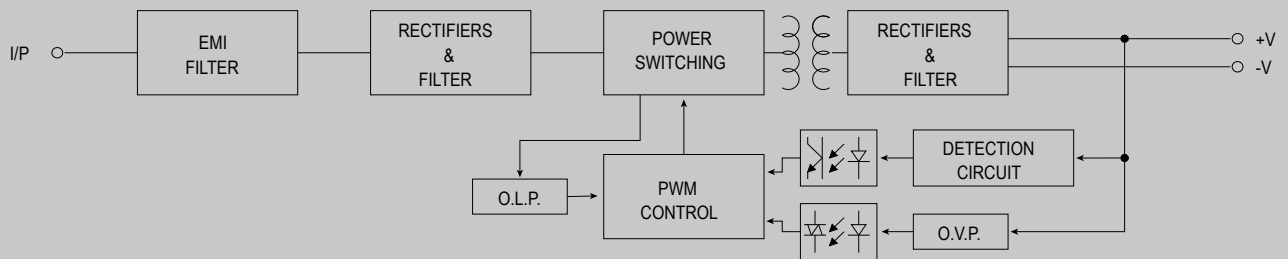 I/P
EMI
FILTER
RECTIFIERS
&
FILTER
POWER
SWITCHING
RECTIFIERS
&
FILTER
+V
-V
O.L.P.
PWM
CONTROL
DETECTION
CIRCUIT
O.V.P.